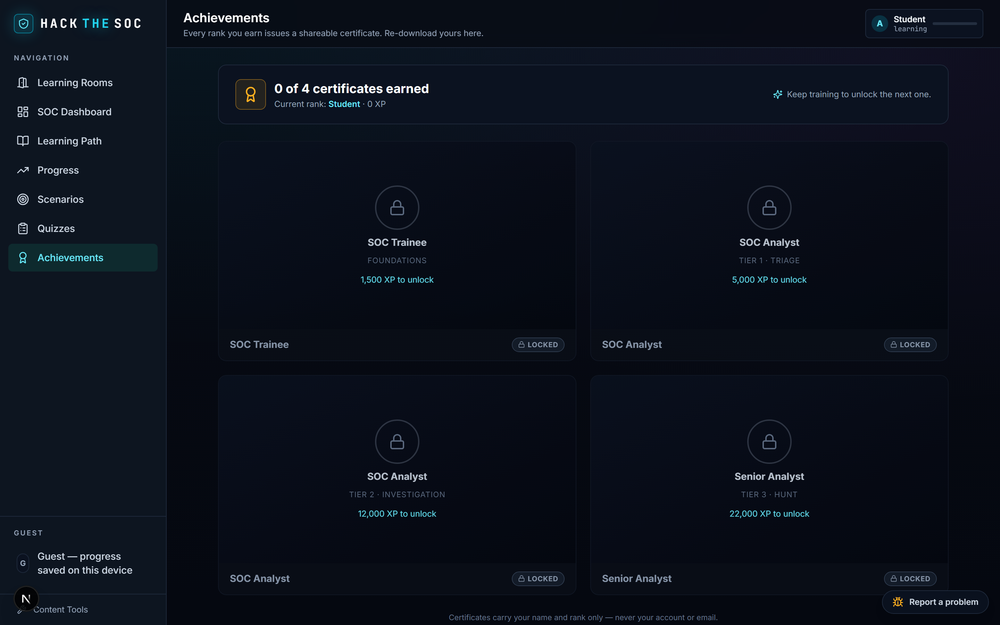 HACK THE SOC
NAVIGATION
Learning Rooms
SOC Dashboard
Learning Path
Progress
Scenarios
Quizzes
Achievements
GUEST
G
Guest — progress
saved on this device
N
Content Tools
Achievements
Every rank you earn issues a shareable certificate. Re-download yours here.
A
Student
learning
0 of 4 certificates earned
Current rank: Student · 0 XP
Keep training to unlock the next one.
SOC Trainee
FOUNDATIONS
1,500 XP to unlock
SOC Trainee
LOCKED
SOC Analyst
TIER 1 · TRIAGE
5,000 XP to unlock
SOC Analyst
LOCKED
SOC Analyst
TIER 2 · INVESTIGATION
12,000 XP to unlock
SOC Analyst
LOCKED
Senior Analyst
TIER 3 · HUNT
22,000 XP to unlock
Senior Analyst
LOCKED
Report a problem
Certificates carry your name and rank only — never your account or email.